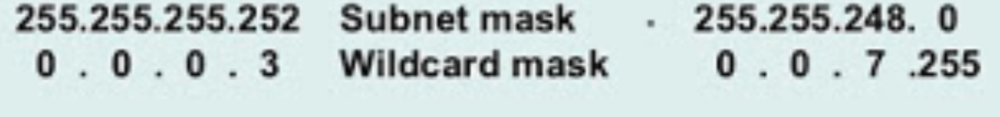 255.255.255.252 Subnet mask · 255.255.248. 0
0 . 0 . 0 . 3 Wildcard mask 0 . 0 . 7 .255